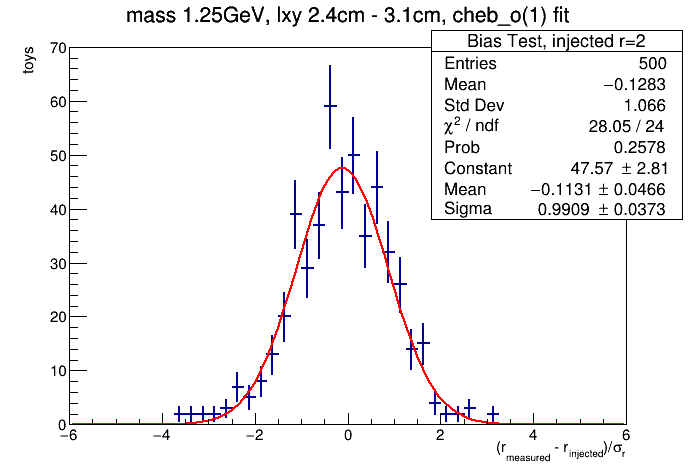 mass 1.25GeV, lxy 2.4cm - 3.1cm, cheb_o(1) fit
Bias Test, injected r=2
Entries 500
Mean −0.1283
Std Dev 1.066
χ² / ndf 28.05 / 24
Prob 0.2578
Constant 47.57 ± 2.81
Mean −0.1131 ± 0.0466
Sigma 0.9909 ± 0.0373
toys
70
60
50
40
30
20
10
0
−6 −4 −2 0 2 4 6
(r_measured - r_injected)/σ_r